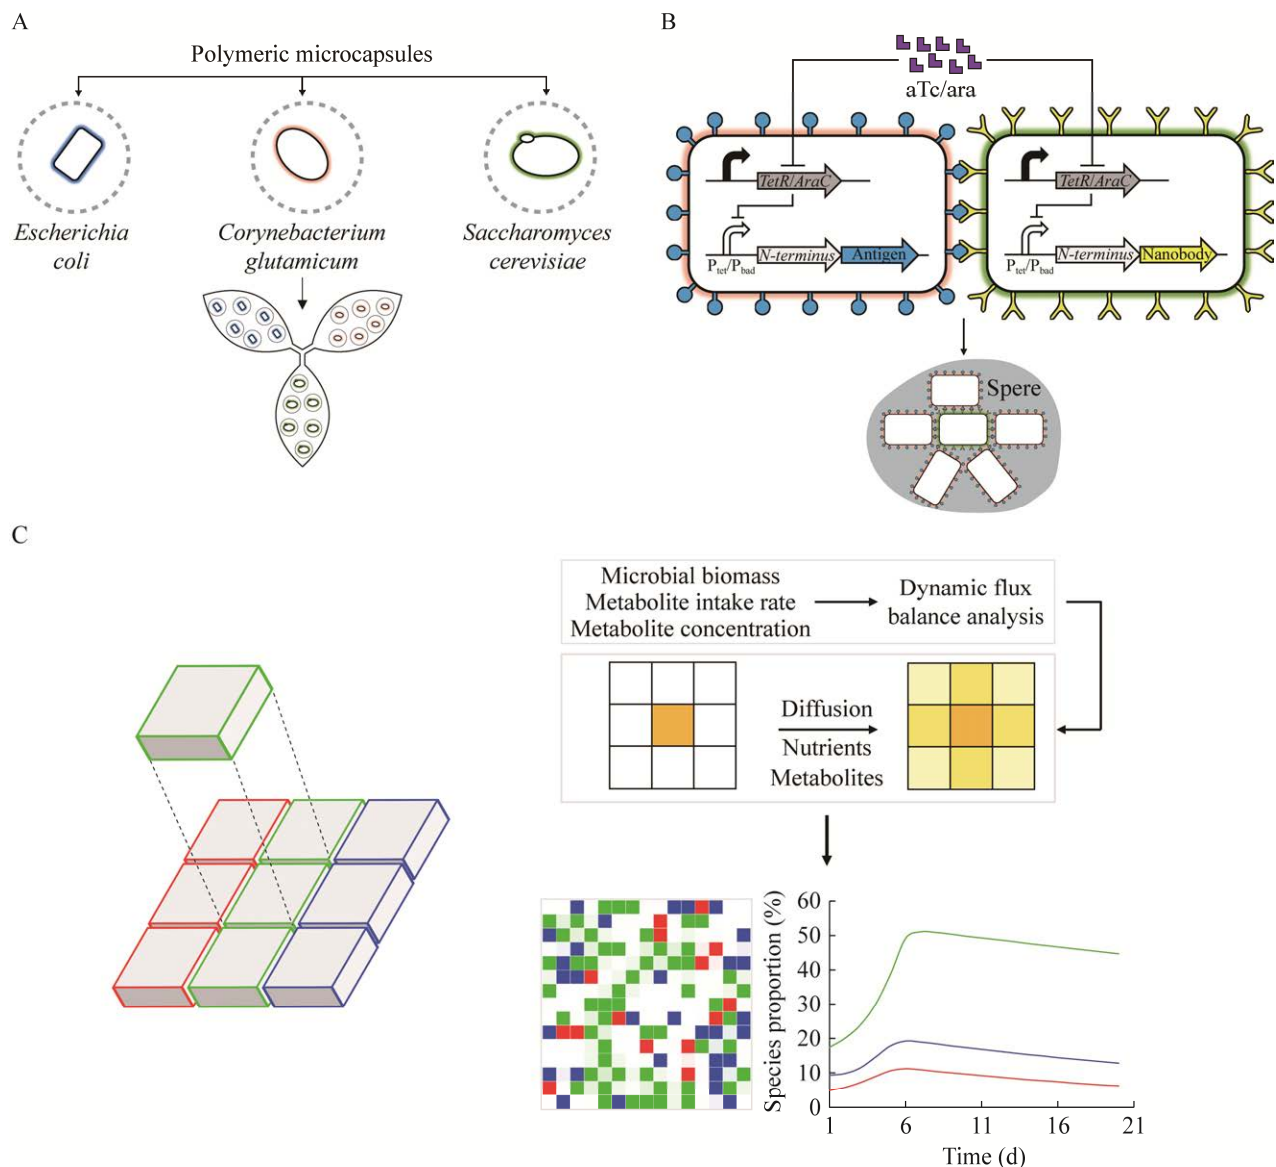 A
Polymeric microcapsules
Escherichia
coli
Corynebacterium
glutamicum
Saccharomyces
cerevisiae
B
aTc/ara
TetR/AraC
Ptet/Pbad
N-terminus
Antigen
TetR/AraC
Ptet/Pbad
N-terminus
Nanobody
Spere
C
Microbial biomass
Metabolite intake rate
Metabolite concentration
Dynamic flux
balance analysis
Diffusion
Nutrients
Metabolites
Species proportion (%)
60
50
40
30
20
10
0
1
6
11
16
21
Time (d)